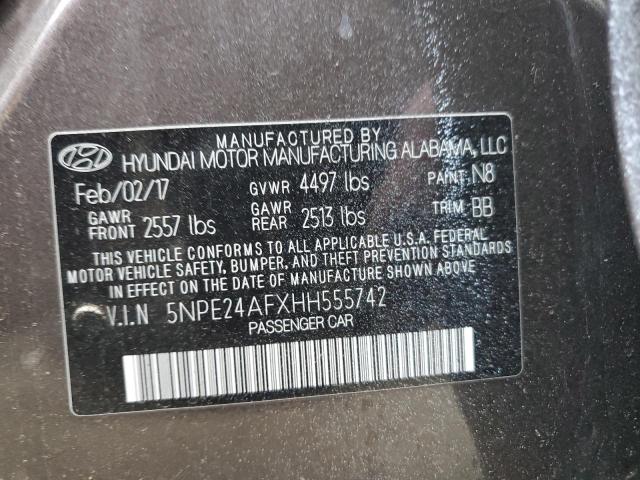 MANUFACTURED BY
HYUNDAI MOTOR MANUFACTURING ALABAMA, LLC
Feb/02/17 GVWR 4497 lbs PAINT: N8
GAWR FRONT 2557 lbs GAWR REAR 2513 lbs TRIM: BB
THIS VEHICLE CONFORMS TO ALL APPLICABLE U.S.A. FEDERAL
MOTOR VEHICLE SAFETY, BUMPER, AND THEFT PREVENTION STANDARDS
IN EFFECT ON THE DATE OF MANUFACTURE SHOWN ABOVE.
V.I.N 5NPE24AFXHH555742
PASSENGER CAR